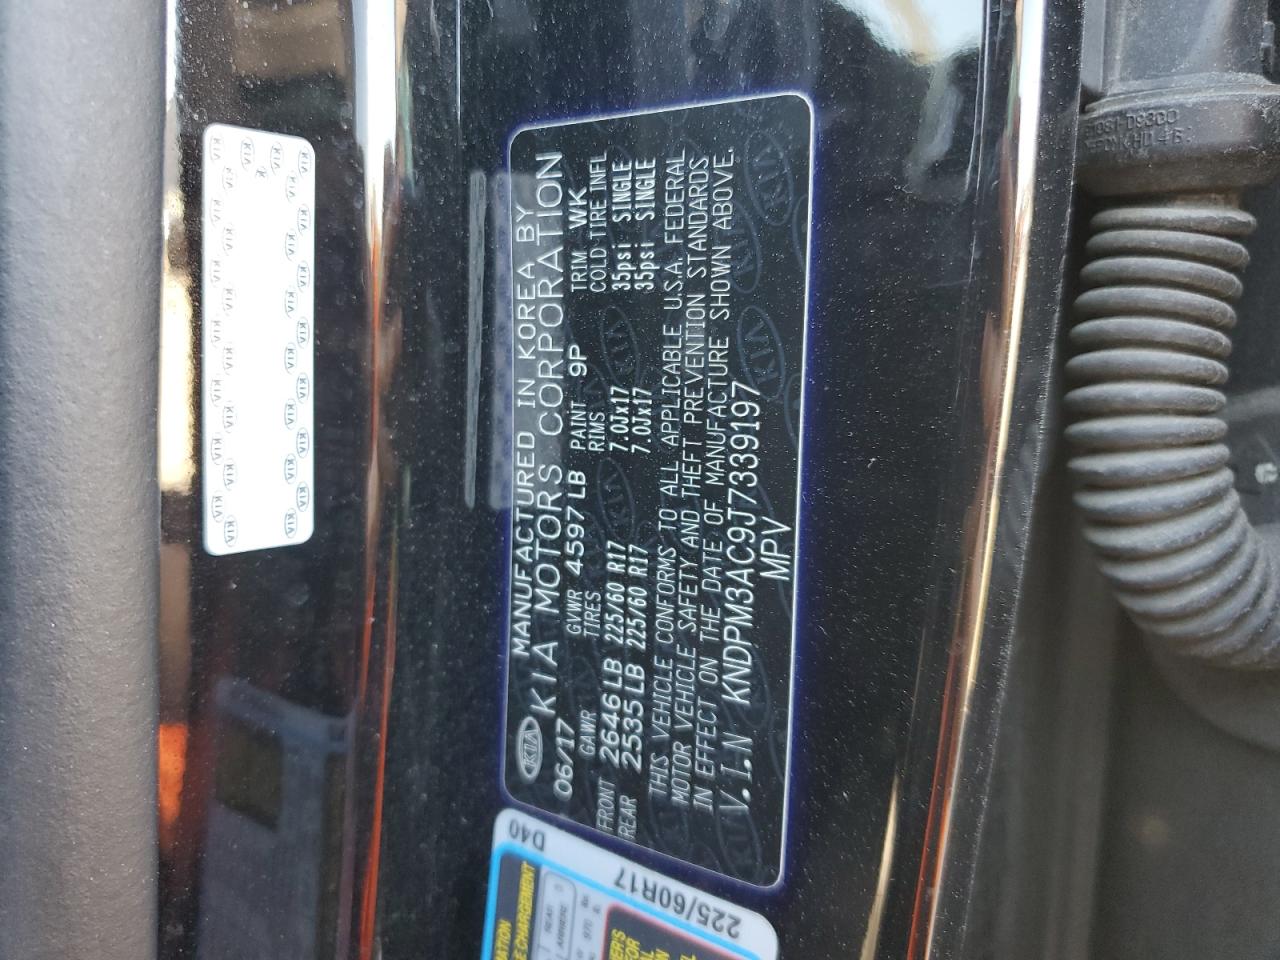 MANUFACTURED IN KOREA BY
KIA KIA MOTORS CORPORATION
06/17 GVWR 4597 LB PAINT 9P TRIM WK
GAWR TIRES RIMS COLD TIRE INFL
FRONT 2646 LB 225/60 R17 7.0Jx17 35psi SINGLE
REAR 2535 LB 225/60 R17 7.0Jx17 35psi SINGLE
THIS VEHICLE CONFORMS TO ALL APPLICABLE U.S.A. FEDERAL
MOTOR VEHICLE SAFETY AND THEFT PREVENTION STANDARDS
IN EFFECT ON THE DATE OF MANUFACTURE SHOWN ABOVE.
V.I.N KNDPM3AC9J7339197
MPV
D40
225/60R17